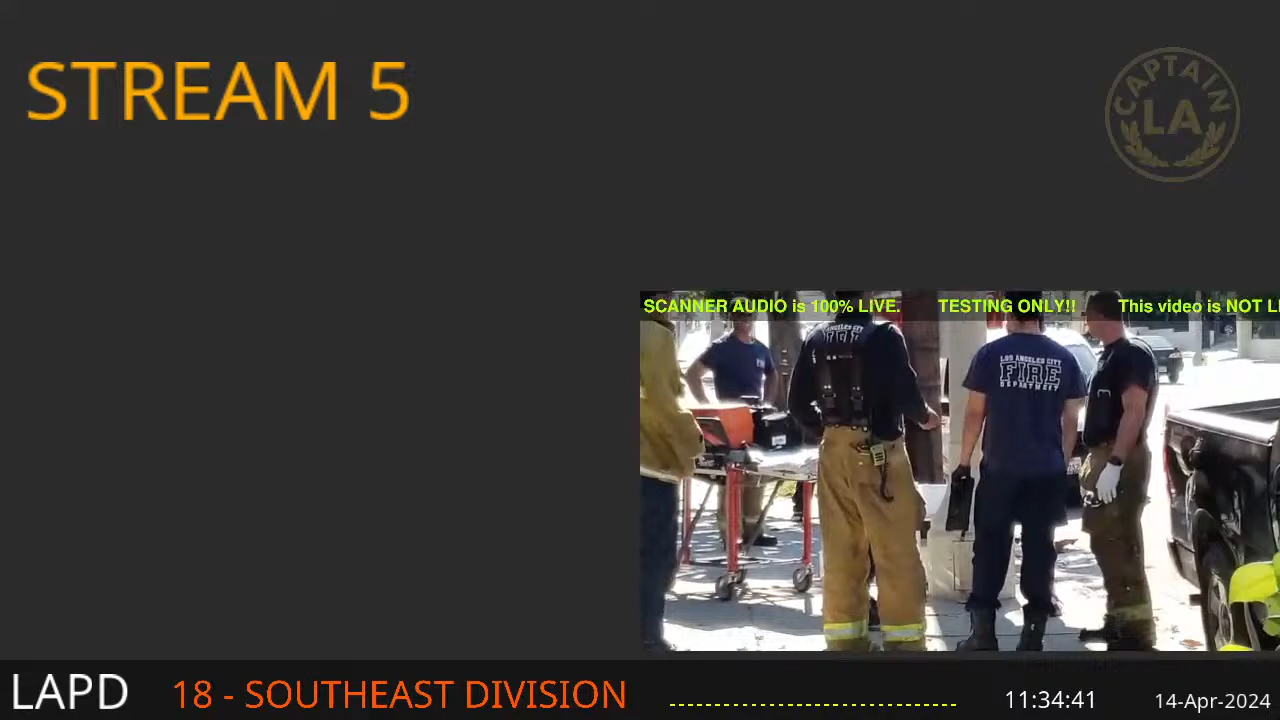 STREAM 5
CAPTAIN
LA
SCANNER AUDIO is 100% LIVE. TESTING ONLY!! This video is NOT
LOS ANGELES CITY
FIRE
DEPARTMENT
LAPD 18 - SOUTHEAST DIVISION 11:34:41 14-Apr-2024